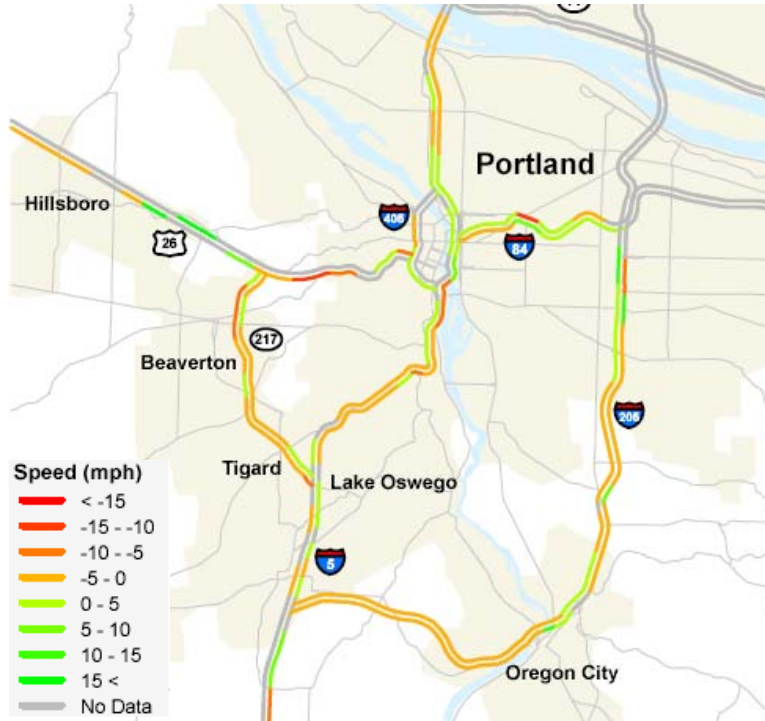 Portland
Hillsboro
405
26
84
217
Beaverton
205
Tigard
Lake Oswego
5
Oregon City
Speed (mph)
< -15
-15 - -10
-10 - -5
-5 - 0
0 - 5
5 - 10
10 - 15
15 <
No Data